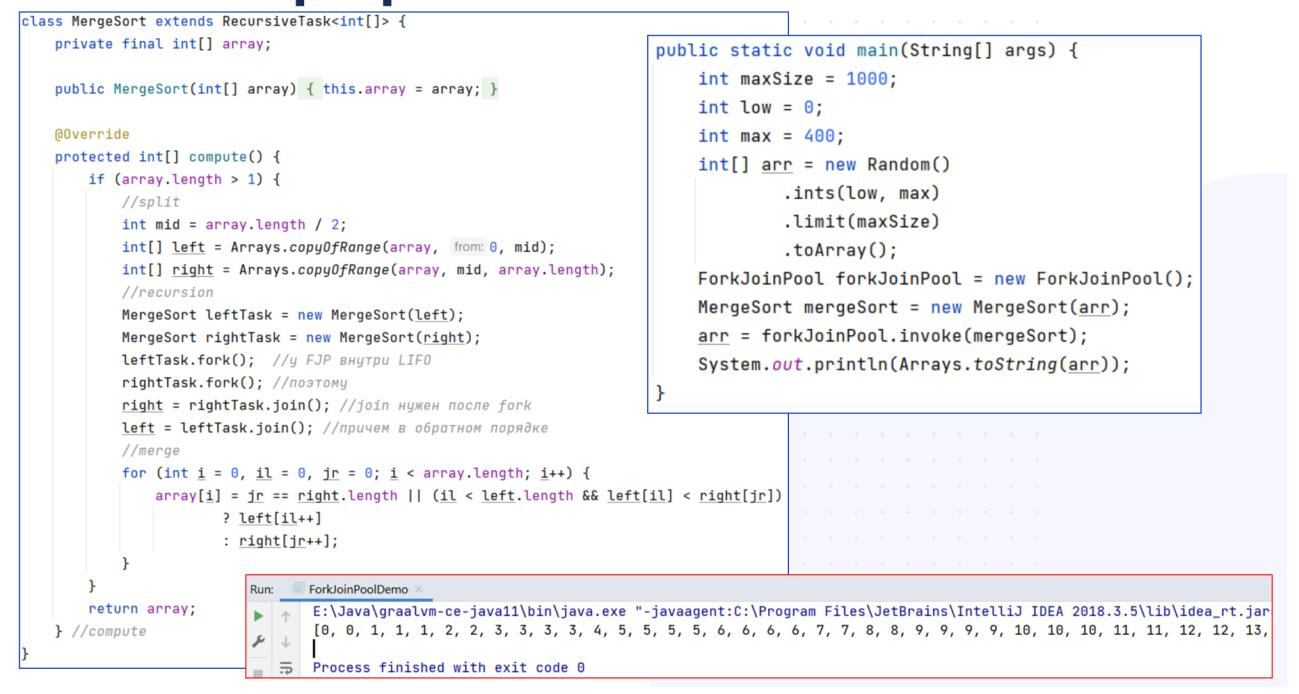 class MergeSort extends RecursiveTask<int[]> {
    private final int[] array;
    public MergeSort(int[] array) { this.array = array; }
    @Override
    protected int[] compute() {
        if (array.length > 1) {
            //split
            int mid = array.length / 2;
            int[] left = Arrays.copyOfRange(array, from: 0, mid);
            int[] right = Arrays.copyOfRange(array, mid, array.length);
            //recursion
            MergeSort leftTask = new MergeSort(left);
            MergeSort rightTask = new MergeSort(right);
            leftTask.fork();  //у FJP внутри LIFO
            rightTask.fork(); //поэтому
            right = rightTask.join(); //join нужен после fork
            left = leftTask.join(); //причем в обратном порядке
            //merge
            for (int i = 0, il = 0, jr = 0; i < array.length; i++) {
                array[i] = jr == right.length || (il < left.length && left[il] < right[jr])
                        ? left[il++]
                        : right[jr++];
            }
        }
        return array;
    } //compute
}
public static void main(String[] args) {
    int maxSize = 1000;
    int low = 0;
    int max = 400;
    int[] arr = new Random()
            .ints(low, max)
            .limit(maxSize)
            .toArray();
    ForkJoinPool forkJoinPool = new ForkJoinPool();
    MergeSort mergeSort = new MergeSort(arr);
    arr = forkJoinPool.invoke(mergeSort);
    System.out.println(Arrays.toString(arr));
}
Run: ForkJoinPoolDemo ×
E:\Java\graalvm-ce-java11\bin\java.exe "-javaagent:C:\Program Files\JetBrains\IntelliJ IDEA 2018.3.5\lib\idea_rt.jar
[0, 0, 1, 1, 1, 2, 2, 3, 3, 3, 3, 4, 5, 5, 5, 5, 6, 6, 6, 6, 7, 7, 8, 8, 9, 9, 9, 9, 10, 10, 10, 11, 11, 12, 12, 13,
Process finished with exit code 0